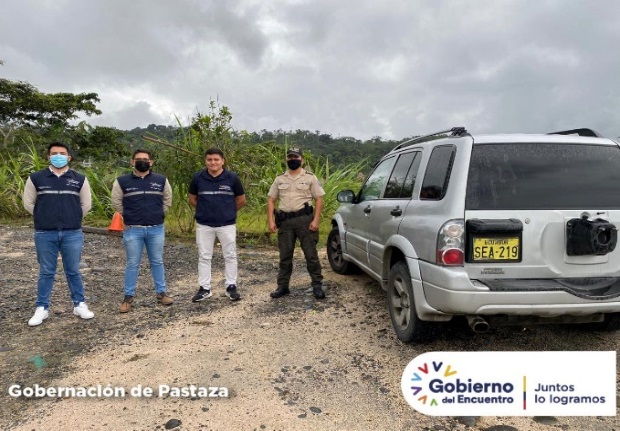 SEA-219
Gobernación de Pastaza
Gobierno
del Encuentro
Juntos
lo logramos